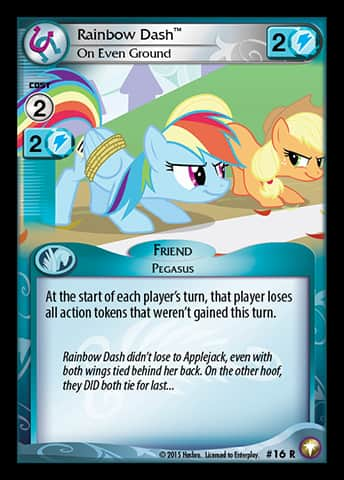 Rainbow Dash™
On Even Ground
2
COST
2
2
FRIEND
PEGASUS
At the start of each player's turn, that player loses
all action tokens that weren't gained this turn.
Rainbow Dash didn't lose to Applejack, even with
both wings tied behind her back. On the other hoof,
they DID both tie for last...
© 2015 Hasbro. Licensed to Enterplay. #16 R